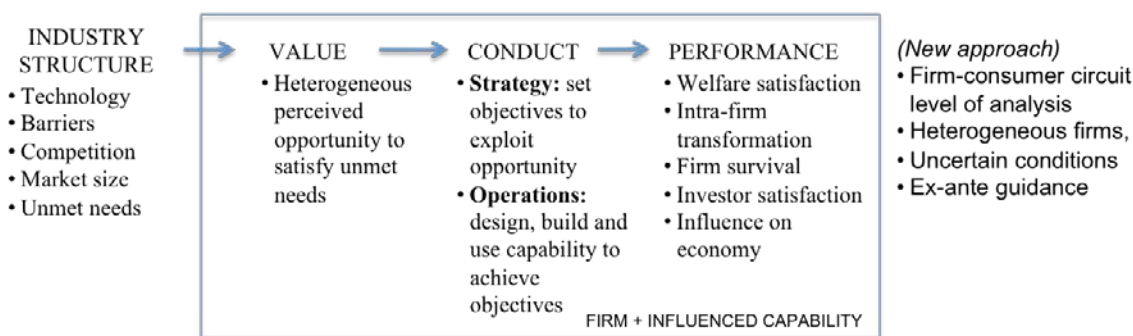 INDUSTRY
STRUCTURE
• Technology
• Barriers
• Competition
• Market size
• Unmet needs
VALUE
• Heterogeneous
perceived
opportunity to
satisfy unmet
needs
CONDUCT
• Strategy: set
objectives to
exploit
opportunity
• Operations:
design, build and
use capability to
achieve
objectives
PERFORMANCE
• Welfare satisfaction
• Intra-firm
transformation
• Firm survival
• Investor satisfaction
• Influence on
economy
FIRM + INFLUENCED CAPABILITY
(New approach)
• Firm-consumer circuit
level of analysis
• Heterogeneous firms,
• Uncertain conditions
• Ex-ante guidance